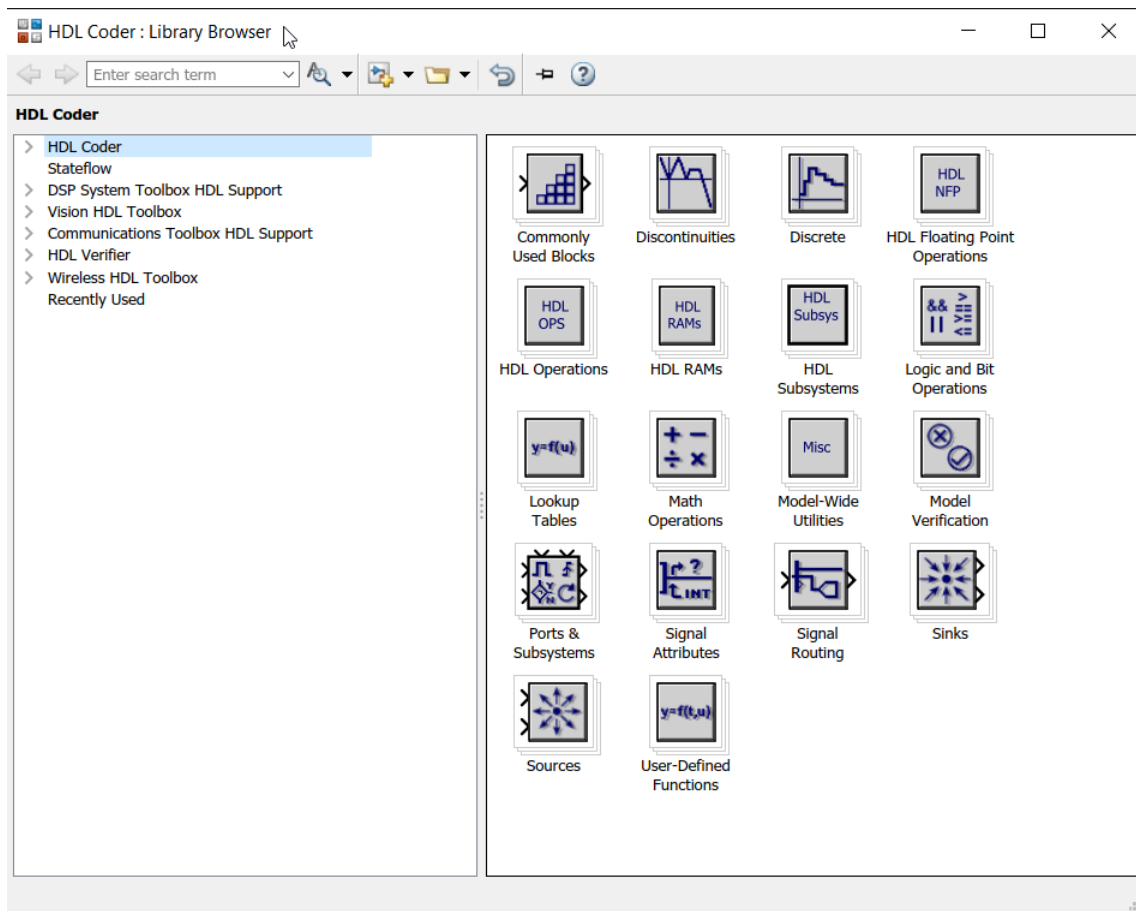 HDL Coder : Library Browser
Enter search term
HDL Coder
HDL Coder
Stateflow
DSP System Toolbox HDL Support
Vision HDL Toolbox
Communications Toolbox HDL Support
HDL Verifier
Wireless HDL Toolbox
Recently Used
Commonly
Used Blocks
Discontinuities
Discrete
HDL
NFP
HDL Floating Point
Operations
HDL
OPS
HDL Operations
HDL
RAMs
HDL RAMs
HDL
Subsys
HDL
Subsystems
&& > == >= <=
||
Logic and Bit
Operations
y=f(u)
Lookup
Tables
+ −
÷ ×
Math
Operations
Misc
Model-Wide
Utilities
Model
Verification
Y
N
Ports &
Subsystems
?
INT
Signal
Attributes
Signal
Routing
Sinks
Sources
y=f(t,u)
User-Defined
Functions